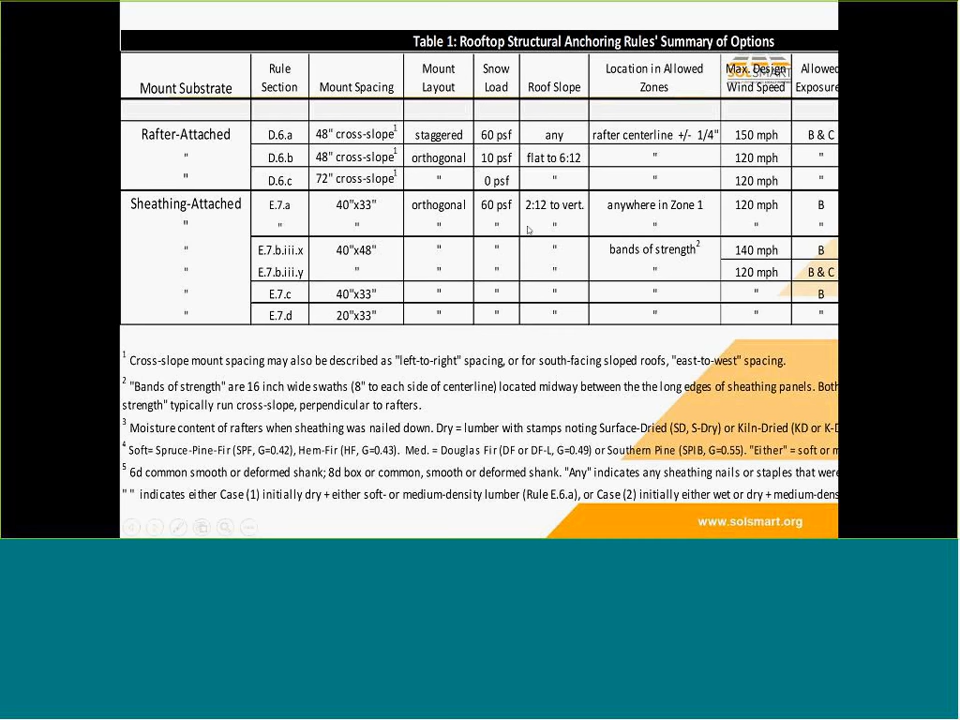 Table 1: Rooftop Structural Anchoring Rules' Summary of Options
Rule Mount Snow Location in Allowed Max. Design Allowed
Mount Substrate Section Mount Spacing Layout Load Roof Slope Zones Wind Speed Exposure
SOLSMART
Rafter-Attached D.6.a 48" cross-slope1 staggered 60 psf any rafter centerline +/- 1/4" 150 mph B & C
" D.6.b 48" cross-slope1 orthogonal 10 psf flat to 6:12 " 120 mph "
" D.6.c 72" cross-slope1 " 0 psf " " 120 mph "
Sheathing-Attached E.7.a 40"x33" orthogonal 60 psf 2:12 to vert. anywhere in Zone 1 120 mph B
" " " " " " " " "
" E.7.b.iii.x 40"x48" " " " bands of strength2 140 mph B
" E.7.b.iii.y " " " " " 120 mph B & C
" E.7.c 40"x33" " " " " " B
" E.7.d 20"x33" " " " " " "
1 Cross-slope mount spacing may also be described as "left-to-right" spacing, or for south-facing sloped roofs, "east-to-west" spacing.
2 "Bands of strength" are 16 inch wide swaths (8" to each side of centerline) located midway between the the long edges of sheathing panels. Both
strength" typically run cross-slope, perpendicular to rafters.
3 Moisture content of rafters when sheathing was nailed down. Dry = lumber with stamps noting Surface-Dried (SD, S-Dry) or Kiln-Dried (KD or K-D
4 Soft= Spruce-Pine-Fir (SPF, G=0.42), Hem-Fir (HF, G=0.43). Med. = Douglas Fir (DF or DF-L, G=0.49) or Southern Pine (SPIB, G=0.55). "Either" = soft or m
5 6d common smooth or deformed shank; 8d box or common, smooth or deformed shank. "Any" indicates any sheathing nails or staples that were
" " indicates either Case (1) initially dry + either soft- or medium-density lumber (Rule E.6.a), or Case (2) initially either wet or dry + medium-dens
www.solsmart.org